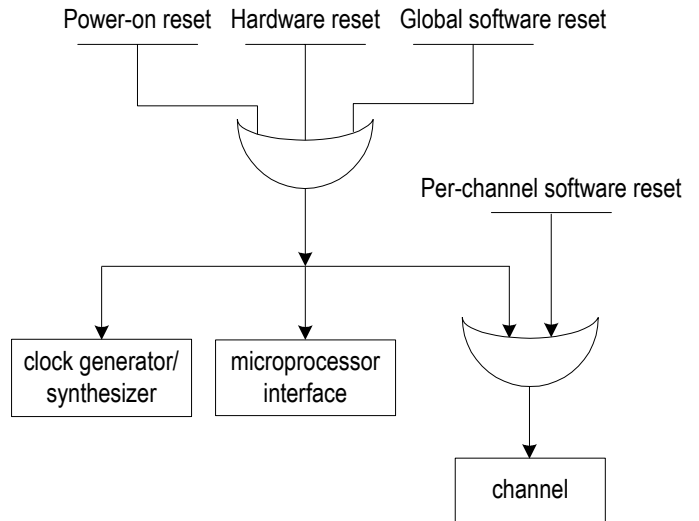 Power-on reset
Hardware reset
Global software reset
Per-channel software reset
clock generator/
synthesizer
microprocessor
interface
channel